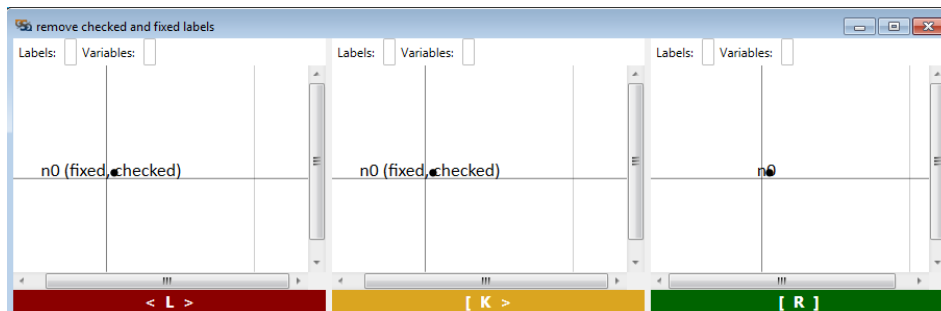 remove checked and fixed labels
Labels: Variables: Labels: Variables: Labels: Variables:
n0 (fixed, checked) n0 (fixed, checked) n0
< L > [ K > [ R ]